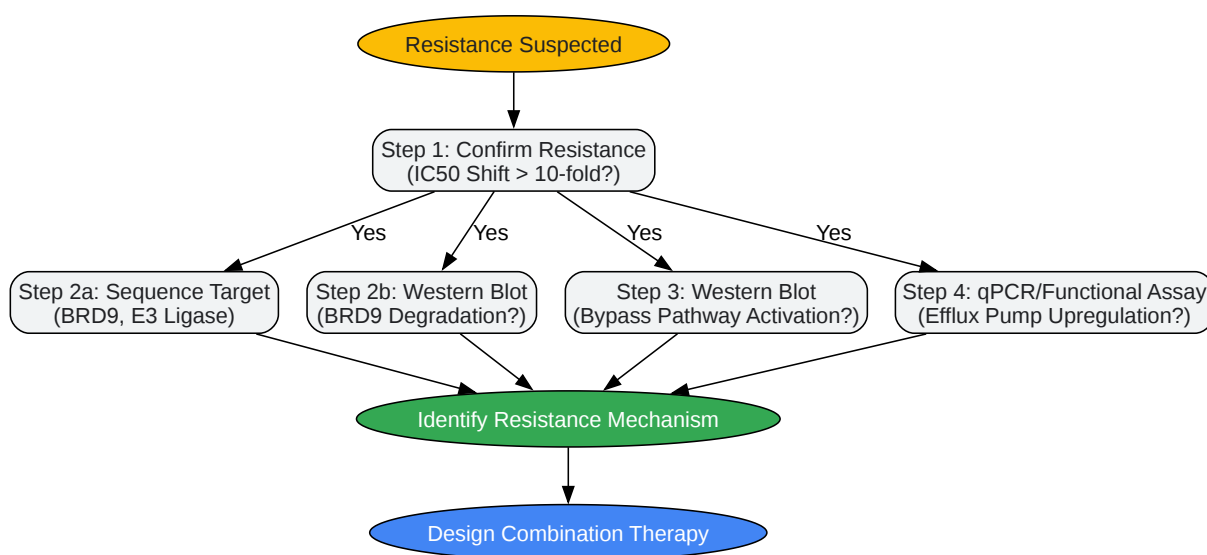 Resistance Suspected
Step 1: Confirm Resistance
(IC50 Shift > 10-fold?)
Yes
Yes
Yes
Yes
Step 2a: Sequence Target
(BRD9, E3 Ligase)
Step 2b: Western Blot
(BRD9 Degradation?)
Step 3: Western Blot
(Bypass Pathway Activation?)
Step 4: qPCR/Functional Assay
(Efflux Pump Upregulation?)
Identify Resistance Mechanism
Design Combination Therapy